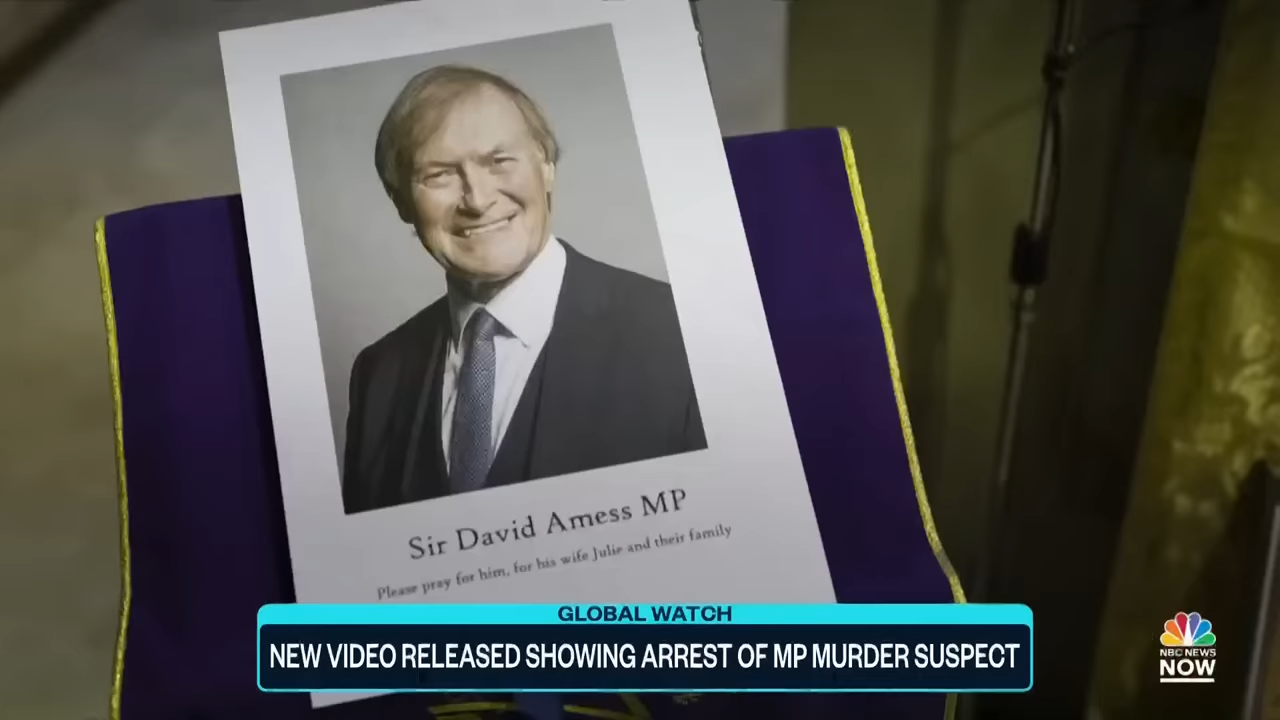 Sir David Amess MP
Please pray for him, for his wife Julie and their family
GLOBAL WATCH
NEW VIDEO RELEASED SHOWING ARREST OF MP MURDER SUSPECT
NBC NEWS
NOW